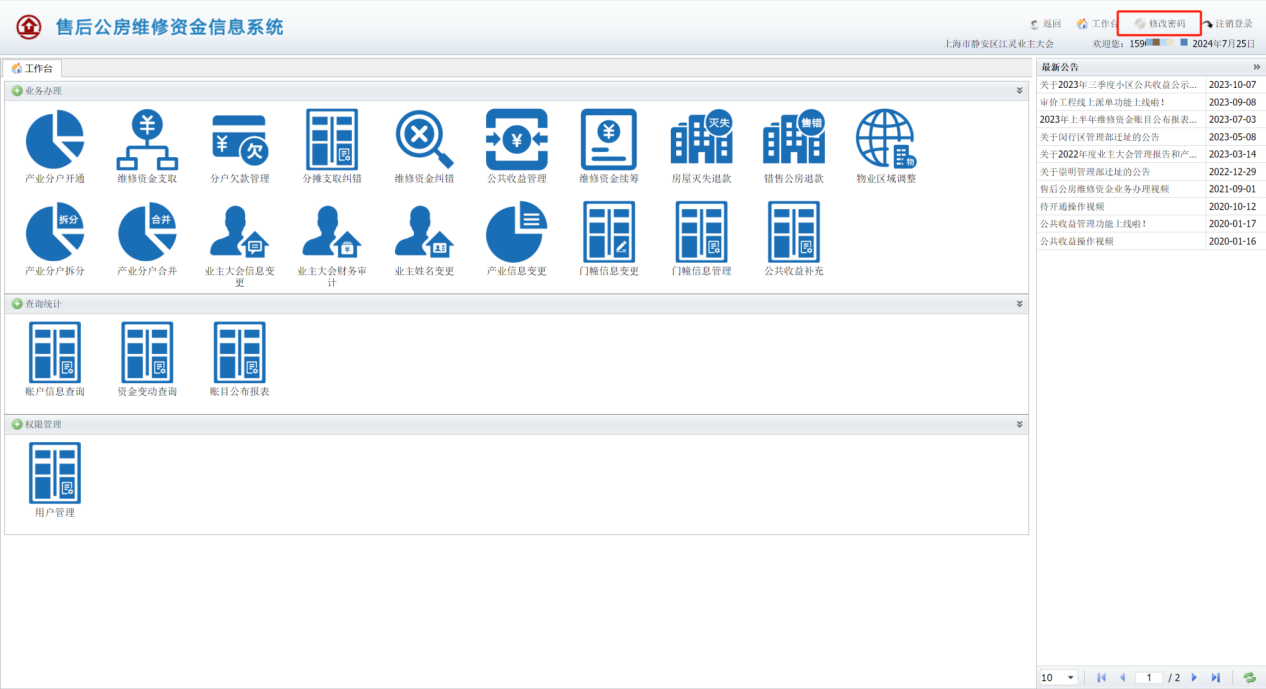 售后公房维修资金信息系统
返回 工作台 修改密码 注销登录
上海市静安区江灵业主大会 欢迎您: 159 2024年7月25日
工作台
业务办理
产业分户开通 维修资金支取 分户欠款管理 分摊支取纠错 维修资金纠错 公共收益管理 维修资金续筹 房屋灭失退款 错售公房退款 物业区域调整
欠 灭失 售错 物
拆分 合并
产业分户拆分 产业分户合并 业主大会信息变更 业主大会财务审计 业主姓名变更 产业信息变更 门幢信息变更 门幢信息管理 公共收益补充
查询统计
账户信息查询 资金变动查询 账目公布报表
权限管理
用户管理
最新公告
关于2023年三季度小区公共收益公示... 2023-10-07
审价工程线上派单功能上线啦! 2023-09-08
2023年上半年维修资金账目公布报表... 2023-07-03
关于闵行区管理部迁址的公告 2023-05-08
关于2022年度业主大会管理报告和产... 2023-03-14
关于崇明管理部迁址的公告 2022-12-29
售后公房维修资金业务办理视频 2021-09-01
待开通操作视频 2020-10-12
公共收益管理功能上线啦! 2020-01-17
公共收益操作视频 2020-01-16
10 1 / 2